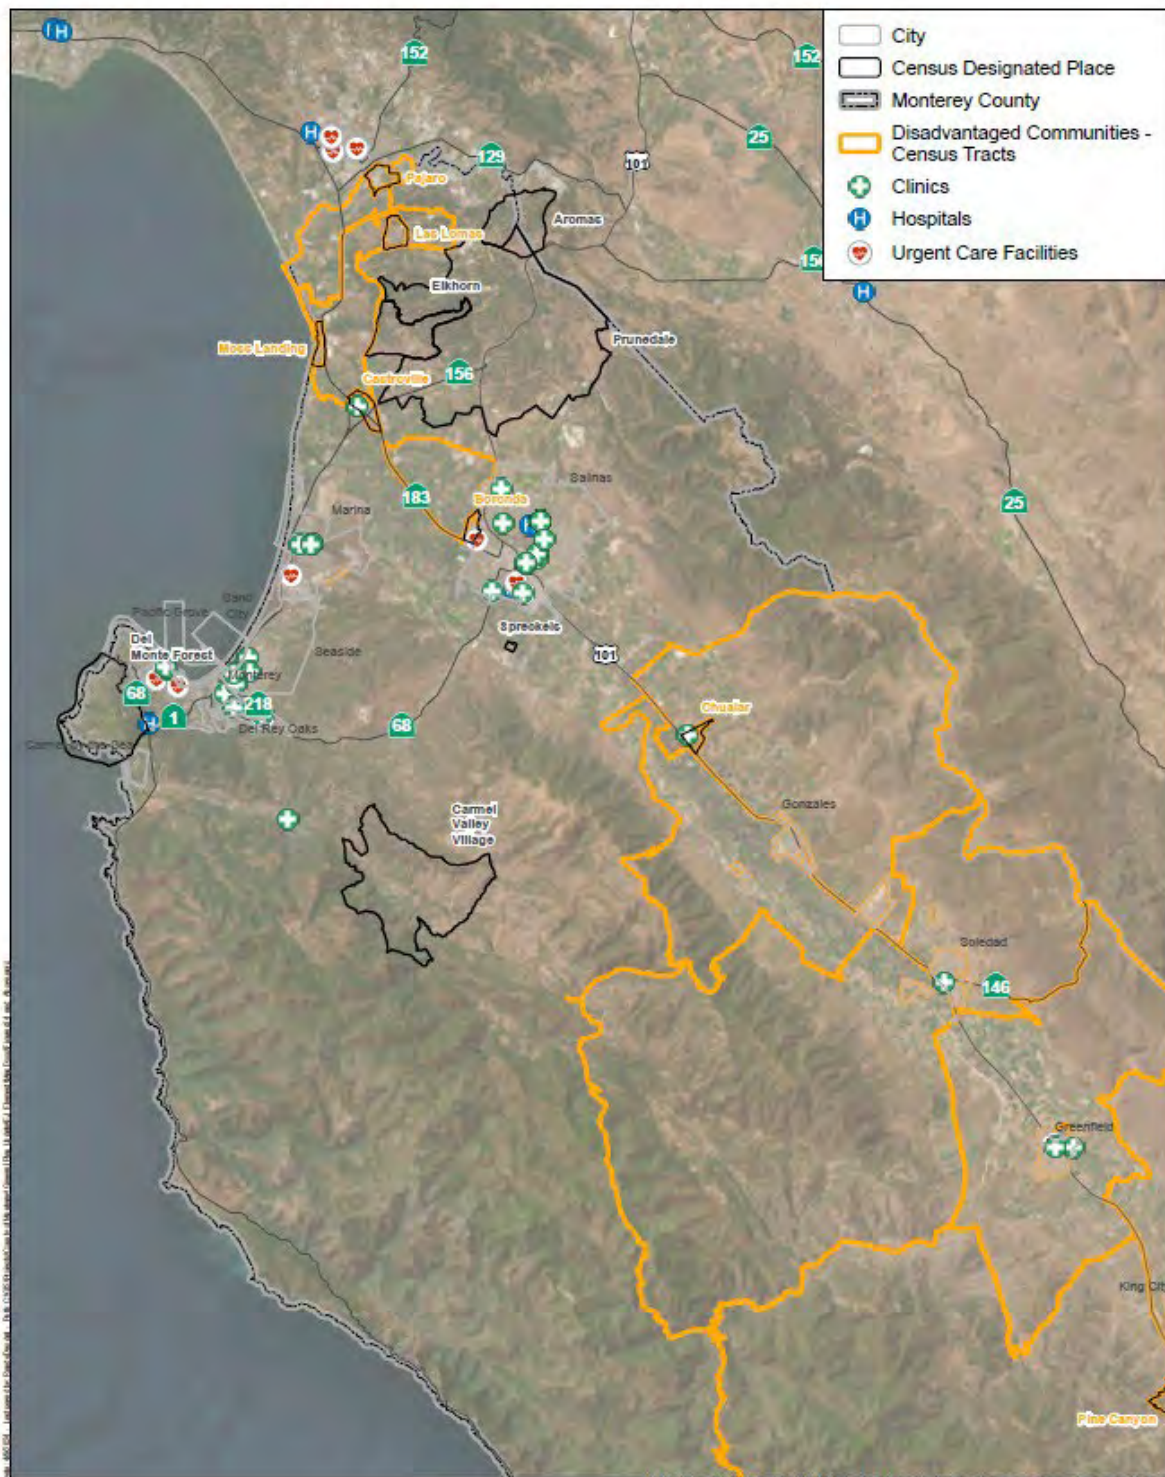 City
Census Designated Place
Monterey County
Disadvantaged Communities -
Census Tracts
Clinics
Hospitals
Urgent Care Facilities
152
152
25
129
101
Pajaro
Aromas
Las Lomas
156
Elkhorn
Prunedale
Moss Landing
Castroville
156
Salinas
183
Boronda
25
Marina
Sand
City
Pacific Grove
Del
Monte Forest
Spreckels
Seaside
101
Monterey
68
218
1
68
Del Rey Oaks
Chualar
Carmel
Valley
Village
Gonzales
Soledad
146
Greenfield
King City
Pine Canyon